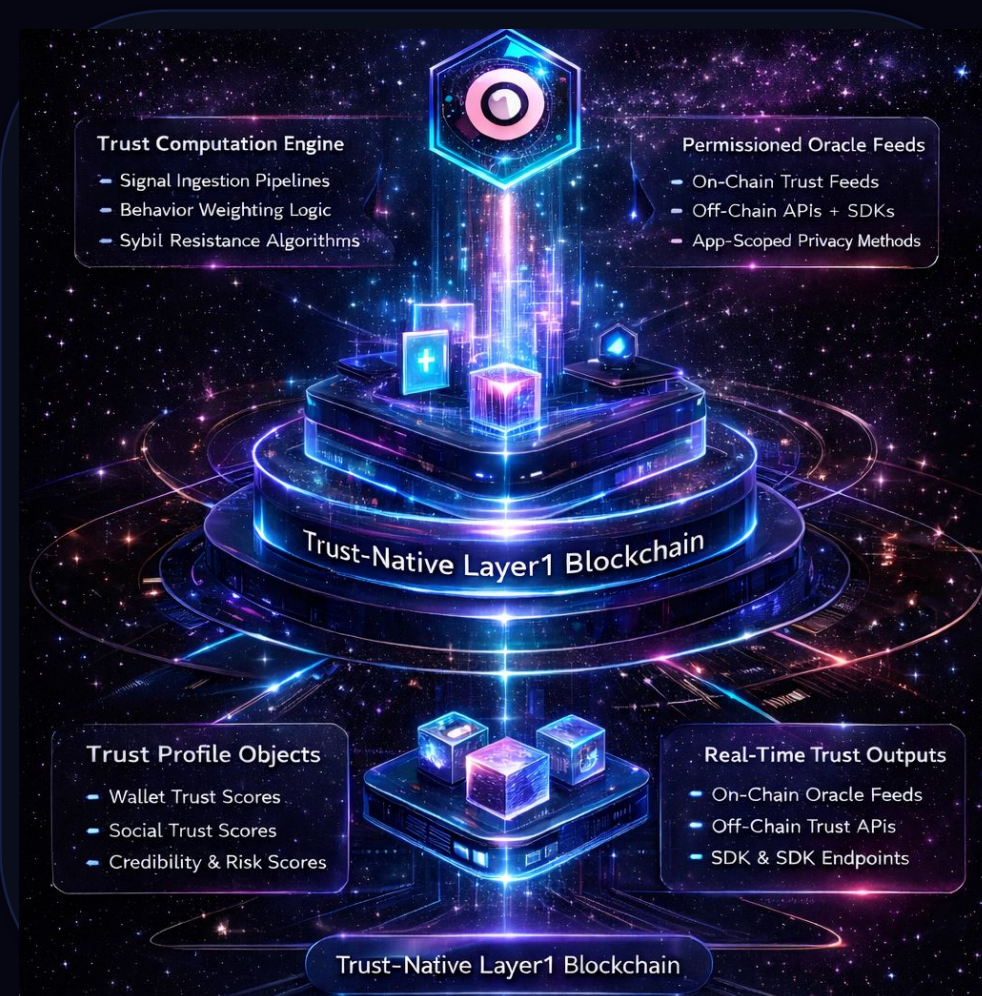 Trust Computation Engine
Signal Ingestion Pipelines
Behavior Weighting Logic
Sybil Resistance Algorithms
Permissioned Oracle Feeds
On-Chain Trust Feeds
Off-Chain APIs + SDKs
App-Scoped Privacy Methods
Trust-Native Layer1 Blockchain
Trust Profile Objects
Wallet Trust Scores
Social Trust Scores
Credibility & Risk Scores
Real-Time Trust Outputs
On-Chain Oracle Feeds
Off-Chain Trust APIs
SDK & SDK Endpoints
Trust-Native Layer1 Blockchain